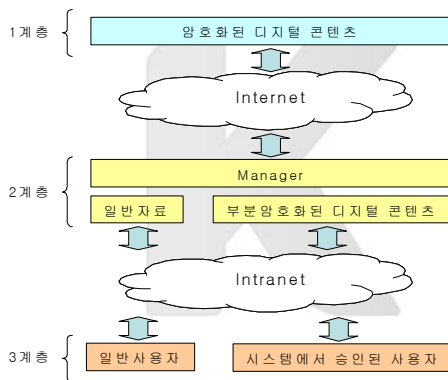 1계층
암호화된 디지털 콘텐츠
Internet
2계층
Manager
일반자료
부분암호화된 디지털 콘텐츠
Intranet
3계층
일반사용자
시스템에서 승인된 사용자